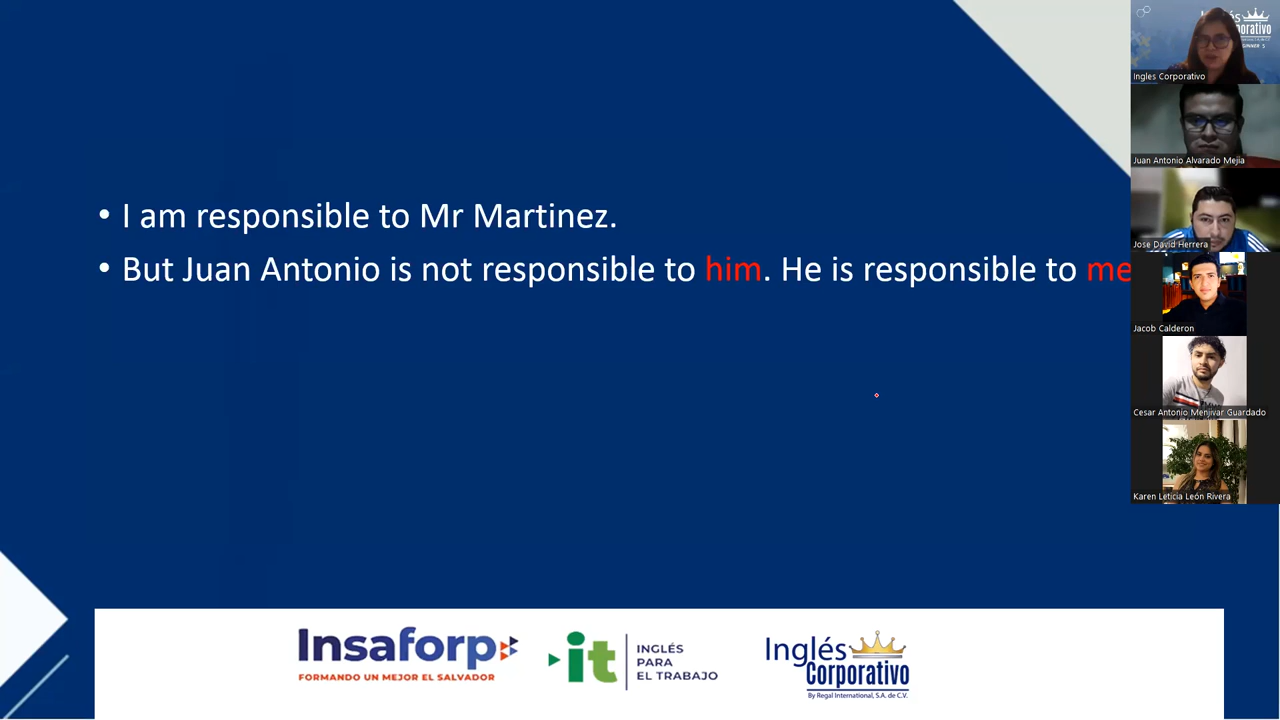 • I am responsible to Mr Martinez.
• But Juan Antonio is not responsible to him. He is responsible to me
Ingles Corporativo
Juan Antonio Alvarado Mejia
Jose David Herrera
Jacob Calderon
Cesar Antonio Menjivar Guardado
Karen Leticia León Rivera
Insaforp
FORMANDO UN MEJOR EL SALVADOR
it
INGLÉS
PARA
EL TRABAJO
Inglés
Corporativo
By Regal International, S.A. de C.V.